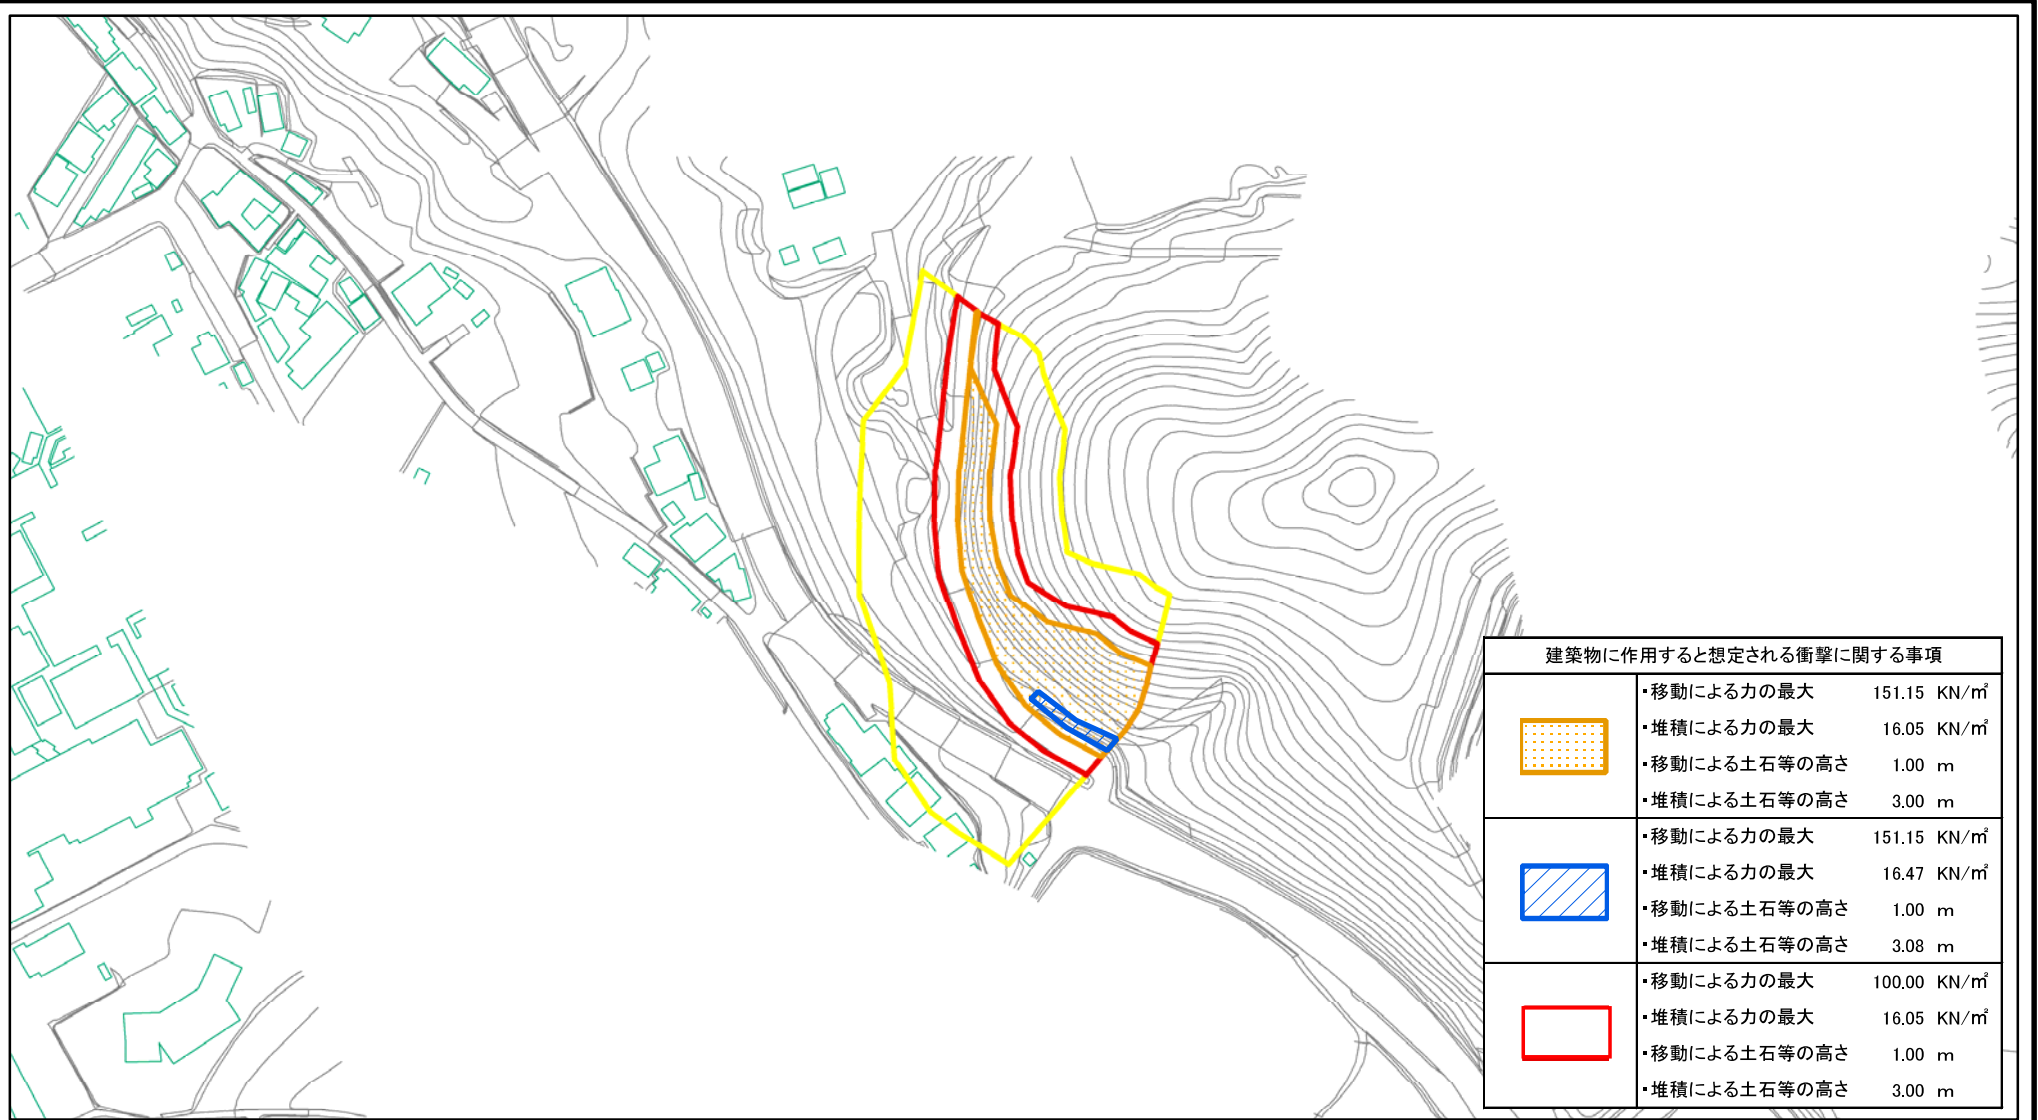 建築物に作用すると想定される衝撃に関する事項
・移動による力の最大 151.15 KN/㎡
・堆積による力の最大 16.05 KN/㎡
・移動による土石等の高さ 1.00 m
・堆積による土石等の高さ 3.00 m
・移動による力の最大 151.15 KN/㎡
・堆積による力の最大 16.47 KN/㎡
・移動による土石等の高さ 1.00 m
・堆積による土石等の高さ 3.08 m
・移動による力の最大 100.00 KN/㎡
・堆積による力の最大 16.05 KN/㎡
・移動による土石等の高さ 1.00 m
・堆積による土石等の高さ 3.00 m